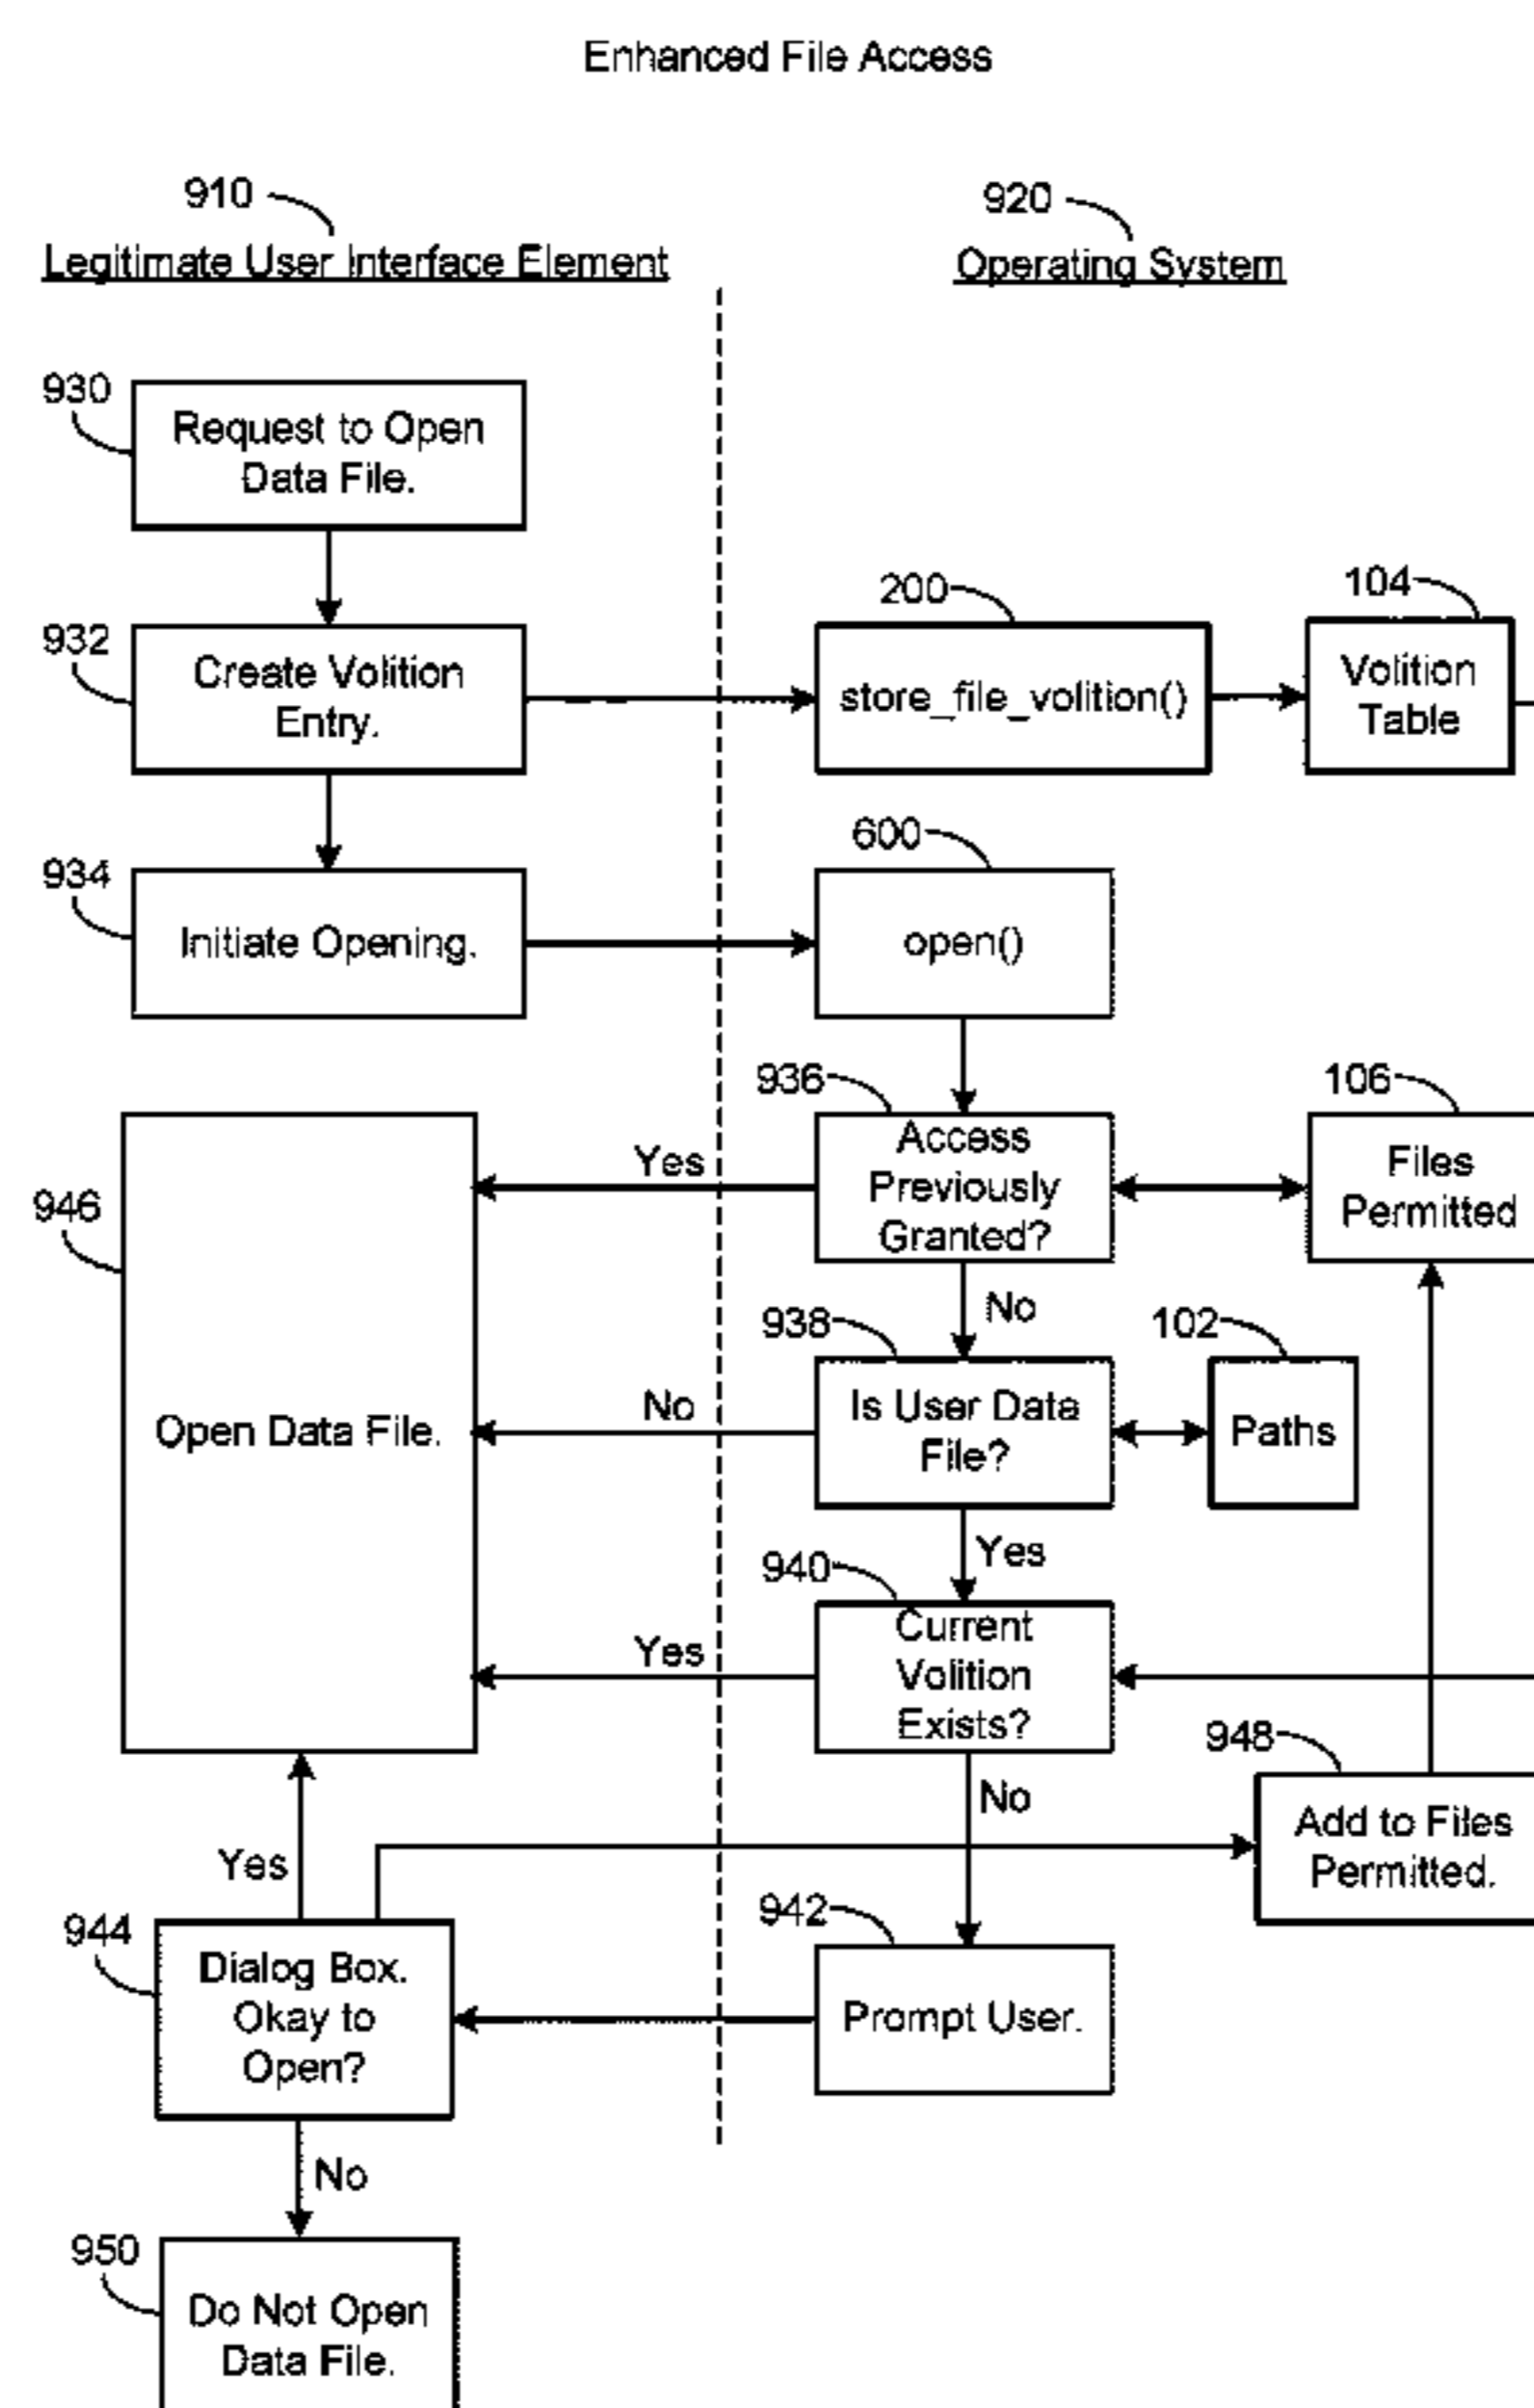 Enhanced File Access
910
Legitimate User Interface Element
920
Operating System
930
Request to Open
Data File.
932
Create Volition
Entry.
200
store_file_volition()
104
Volition
Table
934
Initiate Opening.
600
open()
936
Access
Previously
Granted?
106
Files
Permitted
Yes
946
Open Data File.
No
938
Is User Data
File?
102
Paths
No
Yes
940
Current
Volition
Exists?
Yes
No
948
Add to Files
Permitted.
Yes
944
Dialog Box.
Okay to
Open?
942
Prompt User.
No
950
Do Not Open
Data File.